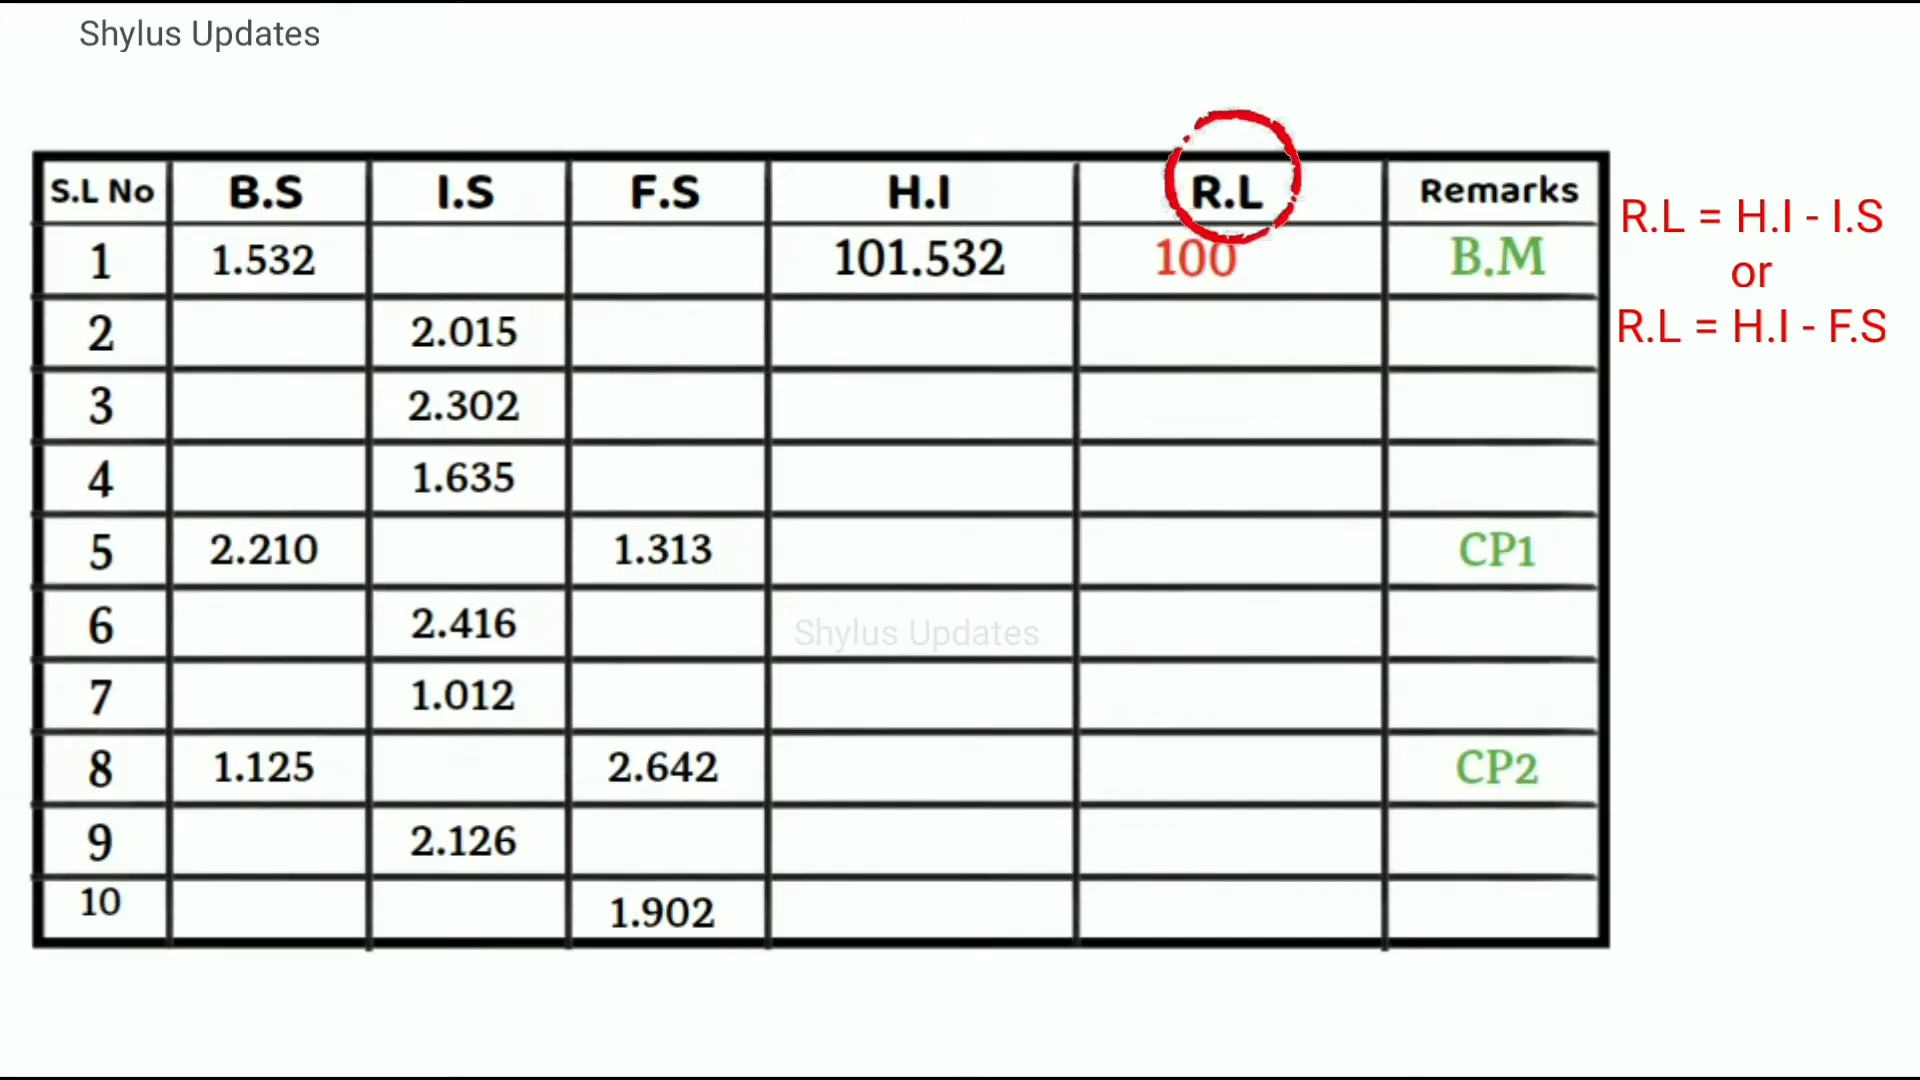 Shylus Updates
S.L No B.S I.S F.S H.I R.L Remarks
1 1.532 101.532 100 B.M
2 2.015
3 2.302
4 1.635
5 2.210 1.313 CP1
6 2.416
7 1.012
8 1.125 2.642 CP2
9 2.126
10 1.902
Shylus Updates
R.L = H.I - I.S
or
R.L = H.I - F.S